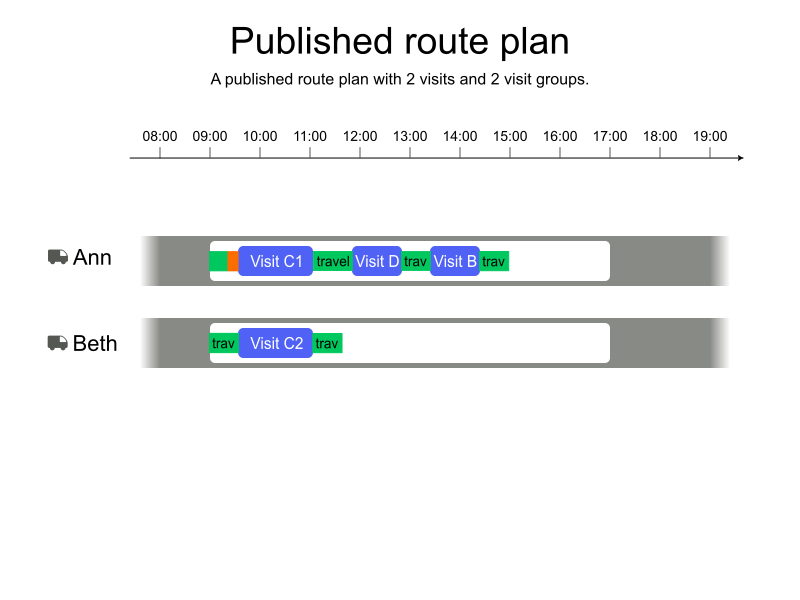 Published route plan
A published route plan with 2 visits and 2 visit groups.
08:00 09:00 10:00 11:00 12:00 13:00 14:00 15:00 16:00 17:00 18:00 19:00
Ann Visit C1 travel Visit D trav Visit B trav
Beth trav Visit C2 trav